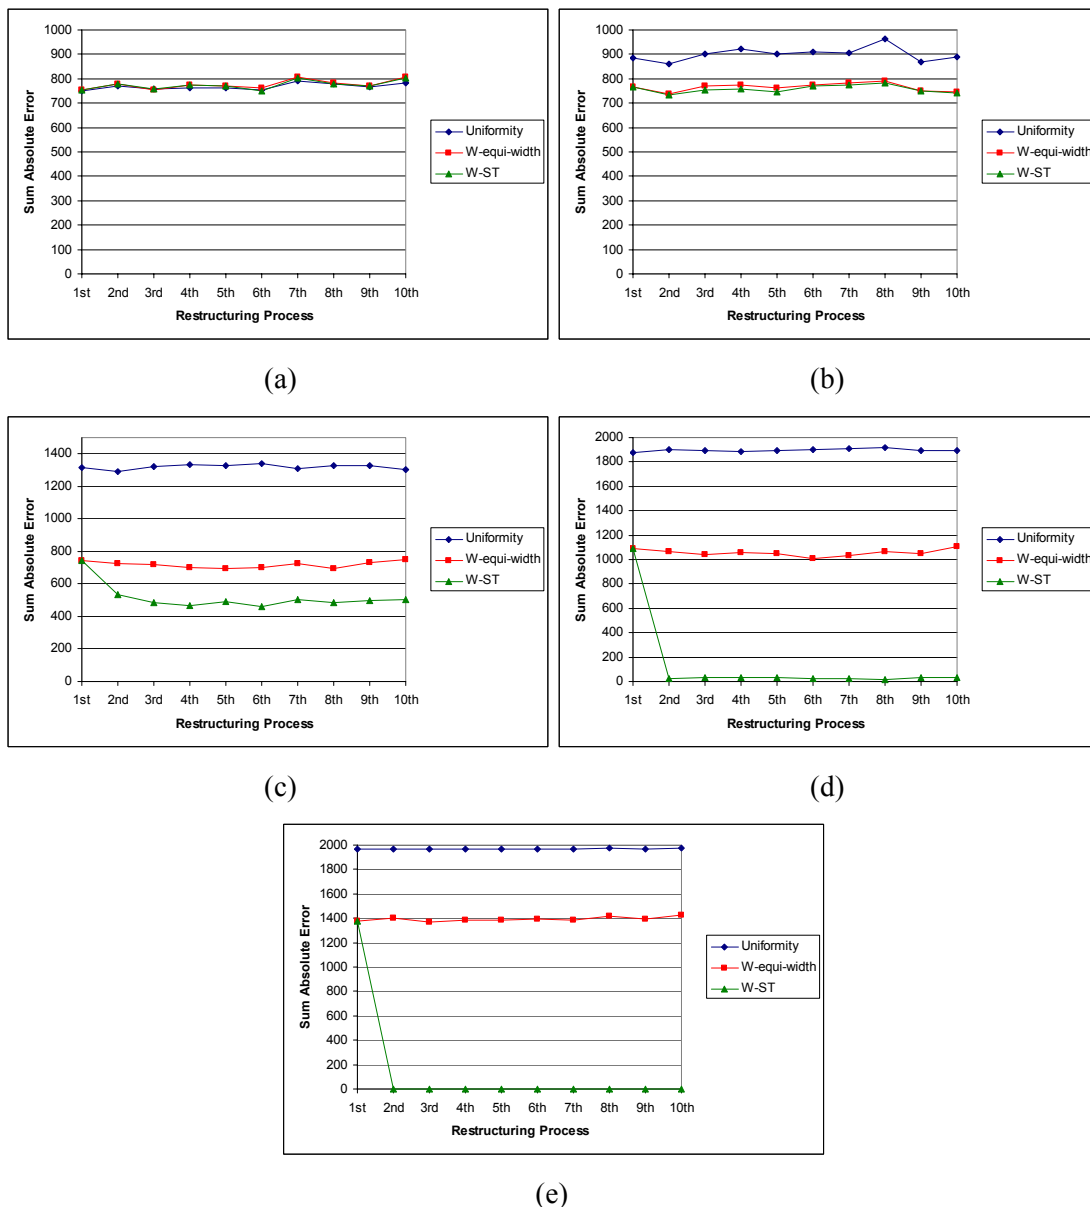 1000
900
800
700
600
500
400
300
200
100
0
Sum Absolute Error
1st 2nd 3rd 4th 5th 6th 7th 8th 9th 10th
Restructuring Process
Uniformity
W-equi-width
W-ST
(a)
1000
900
800
700
600
500
400
300
200
100
0
Sum Absolute Error
1st 2nd 3rd 4th 5th 6th 7th 8th 9th 10th
Restructuring Process
Uniformity
W-equi-width
W-ST
(b)
1400
1200
1000
800
600
400
200
0
Sum Absolute Error
1st 2nd 3rd 4th 5th 6th 7th 8th 9th 10th
Restructuring Process
Uniformity
W-equi-width
W-ST
(c)
2000
1800
1600
1400
1200
1000
800
600
400
200
0
Sum Absolute Error
1st 2nd 3rd 4th 5th 6th 7th 8th 9th 10th
Restructuring Process
Uniformity
W-equi-width
W-ST
(d)
2000
1800
1600
1400
1200
1000
800
600
400
200
0
Sum Absolute Error
1st 2nd 3rd 4th 5th 6th 7th 8th 9th 10th
Restructuring Process
Uniformity
W-equi-width
W-ST
(e)